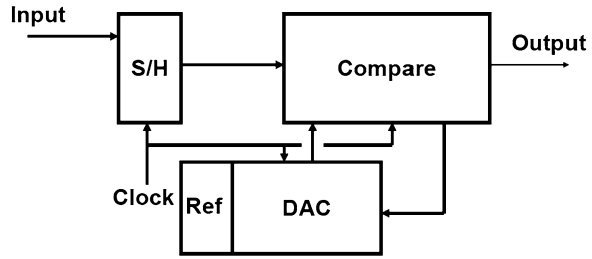 Input
S/H
Compare
Output
Clock
Ref
DAC